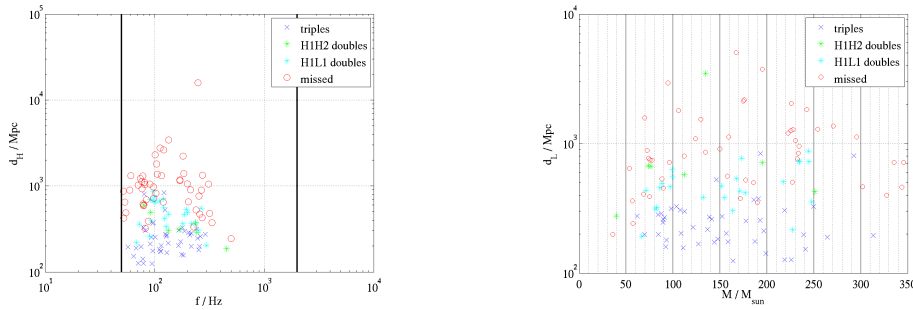 10^5
10^4
10^3
10^2
d_H / Mpc
triples
H1H2 doubles
H1L1 doubles
missed
10^1
10^2
10^3
10^4
f / Hz
10^4
10^3
10^2
d_L / Mpc
triples
H1H2 doubles
H1L1 doubles
missed
0
50
100
150
200
250
300
350
M / M_sun